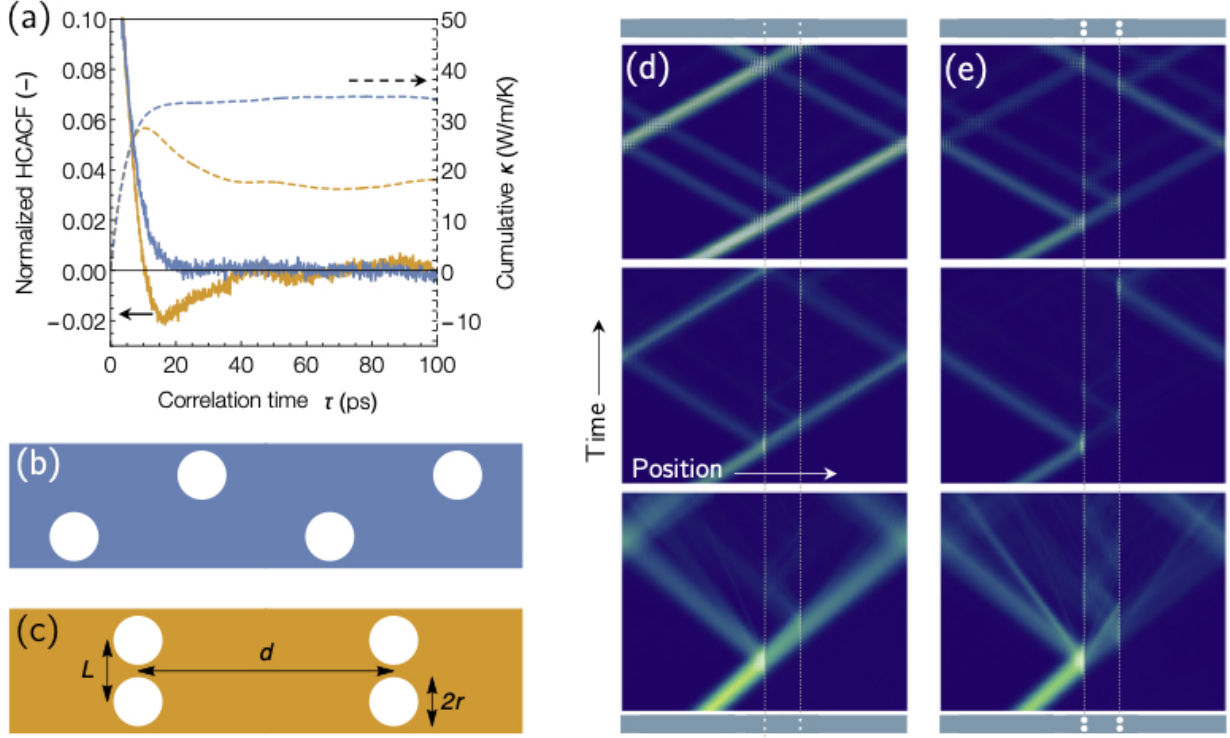 (a)
0.10
0.08
0.06
0.04
0.02
0.00
−0.02
Normalized HCACF (−)
50
40
30
20
10
0
−10
Cumulative κ (W/m/K)
0 20 40 60 80 100
Correlation time τ (ps)
(b)
(c)
L
d
2r
(d)
(e)
Time
Position